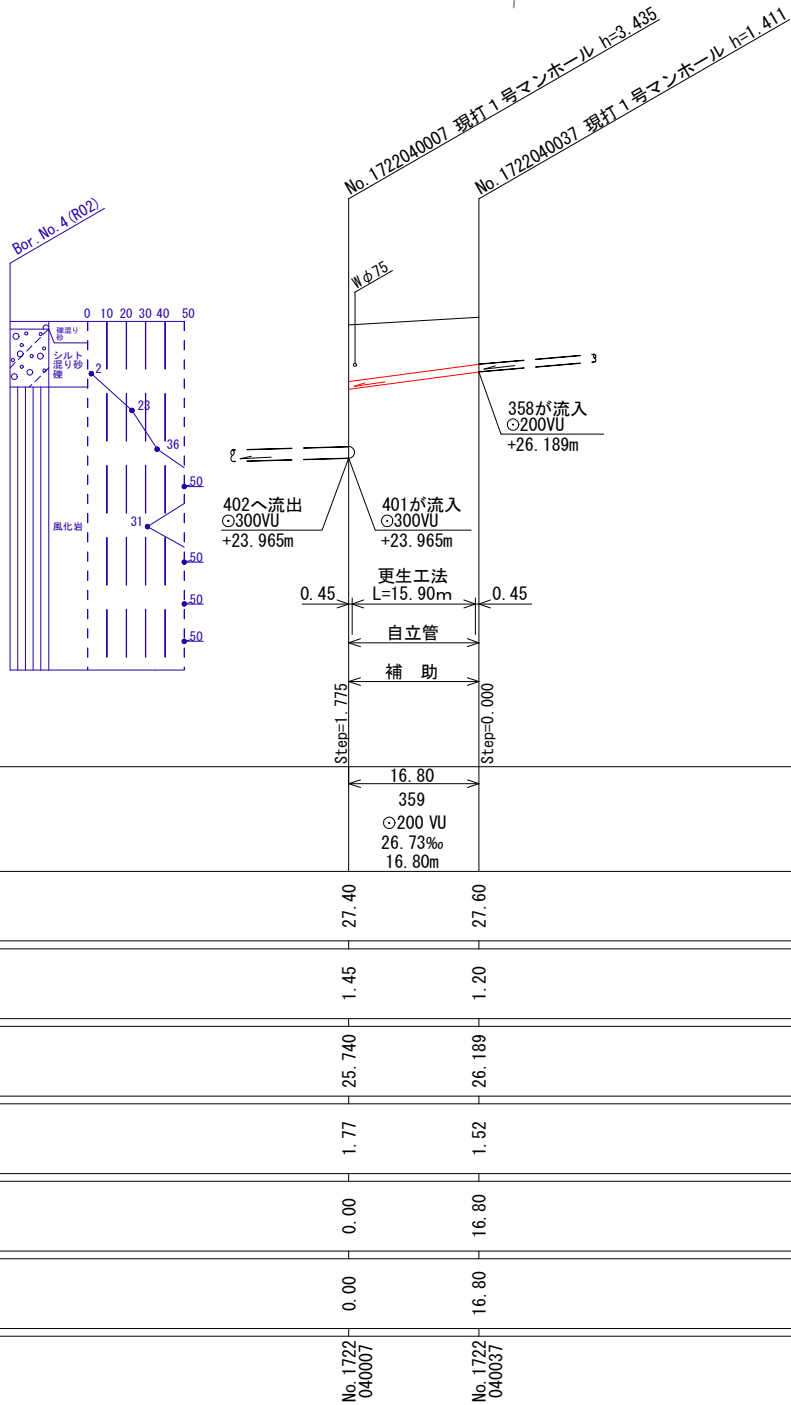 No.1722040007 現打1号マンホール h=3.435
No.1722040037 現打1号マンホール h=1.411
Bor.No.4(R02)
Wφ75
0 10 20 30 40 50
礫混り
砂
シルト
混り砂
礫
2
23
36
50
風化岩
31
50
50
50
358が流入
⊙200VU
+26.189m
402へ流出
⊙300VU
+23.965m
401が流入
⊙300VU
+23.965m
更生工法
0.45 L=15.90m 0.45
自立管
補 助
Step=1.775
Step=0.000
16.80
359
⊙200 VU
26.73‰
16.80m
27.40 27.60
1.45 1.20
25.740 26.189
1.77 1.52
0.00 16.80
0.00 16.80
No.1722
040007
No.1722
040037